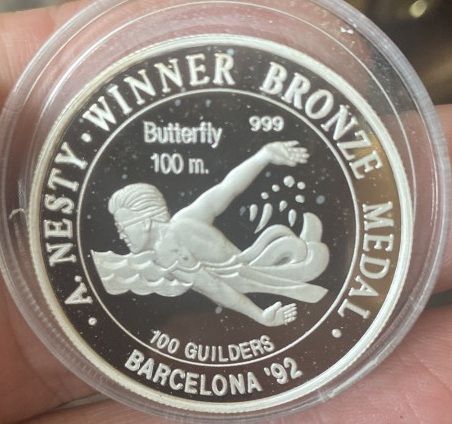 A. NESTY · WINNER BRONZE MEDAL ·
Butterfly
999
100 m.
100 GUILDERS
BARCELONA '92